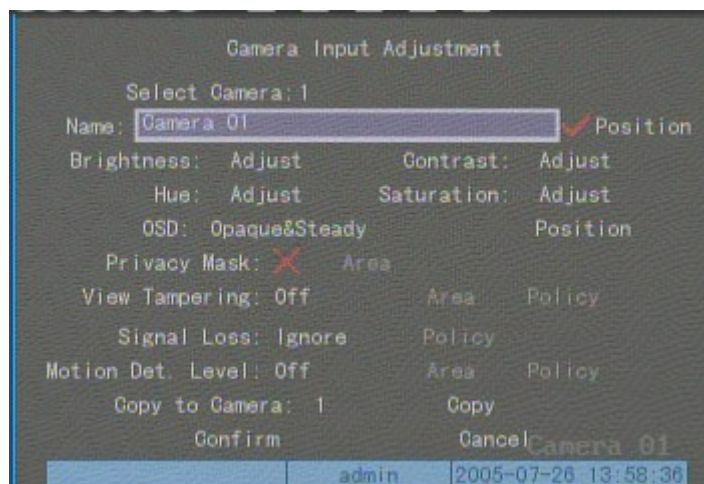 Camera Input Adjustment
Select Camera: 1
Name: Camera 01 Position
Brightness: Adjust Contrast: Adjust
Hue: Adjust Saturation: Adjust
OSD: Opaque&Steady Position
Privacy Mask: Area
View Tampering: Off Area Policy
Signal Loss: Ignore Policy
Motion Det. Level: Off Area Policy
Copy to Camera: 1 Copy
Confirm Cancel
Camera 01
admin 2005-07-26 13:58:36